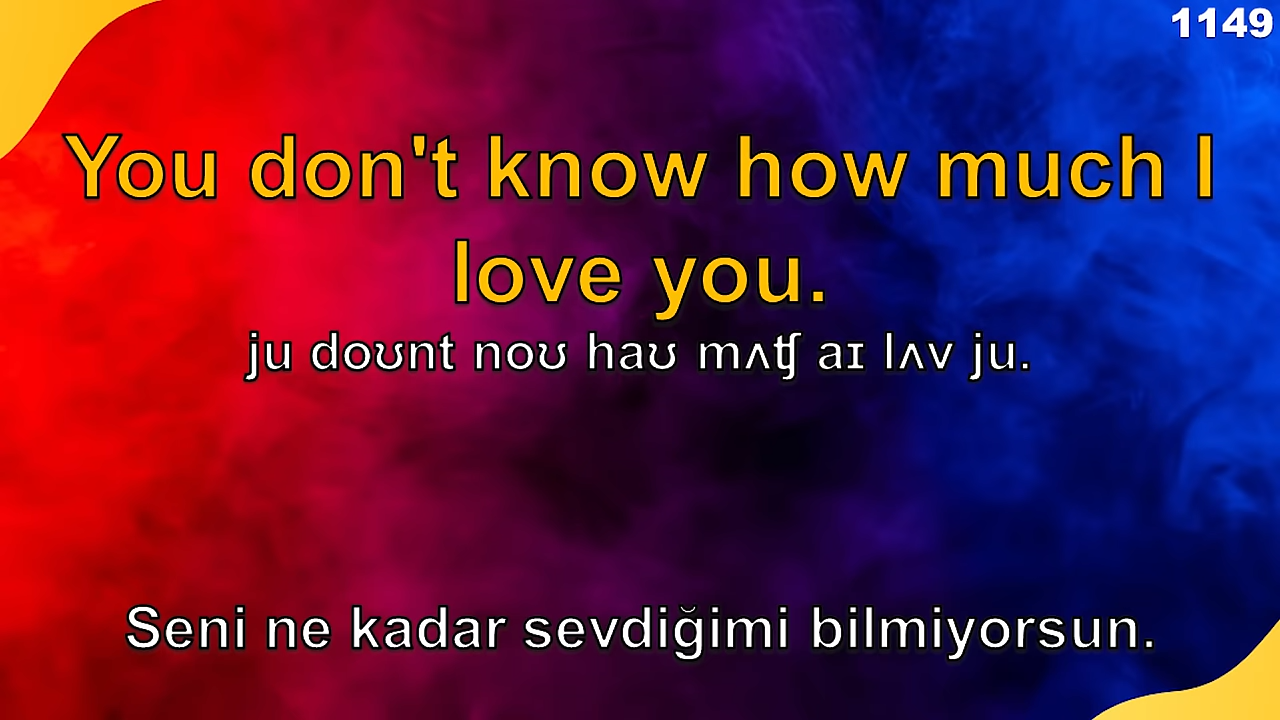 1149
You don't know how much I
love you.
ju doʊnt noʊ haʊ mʌʧ aɪ lʌv ju.
Seni ne kadar sevdiğimi bilmiyorsun.